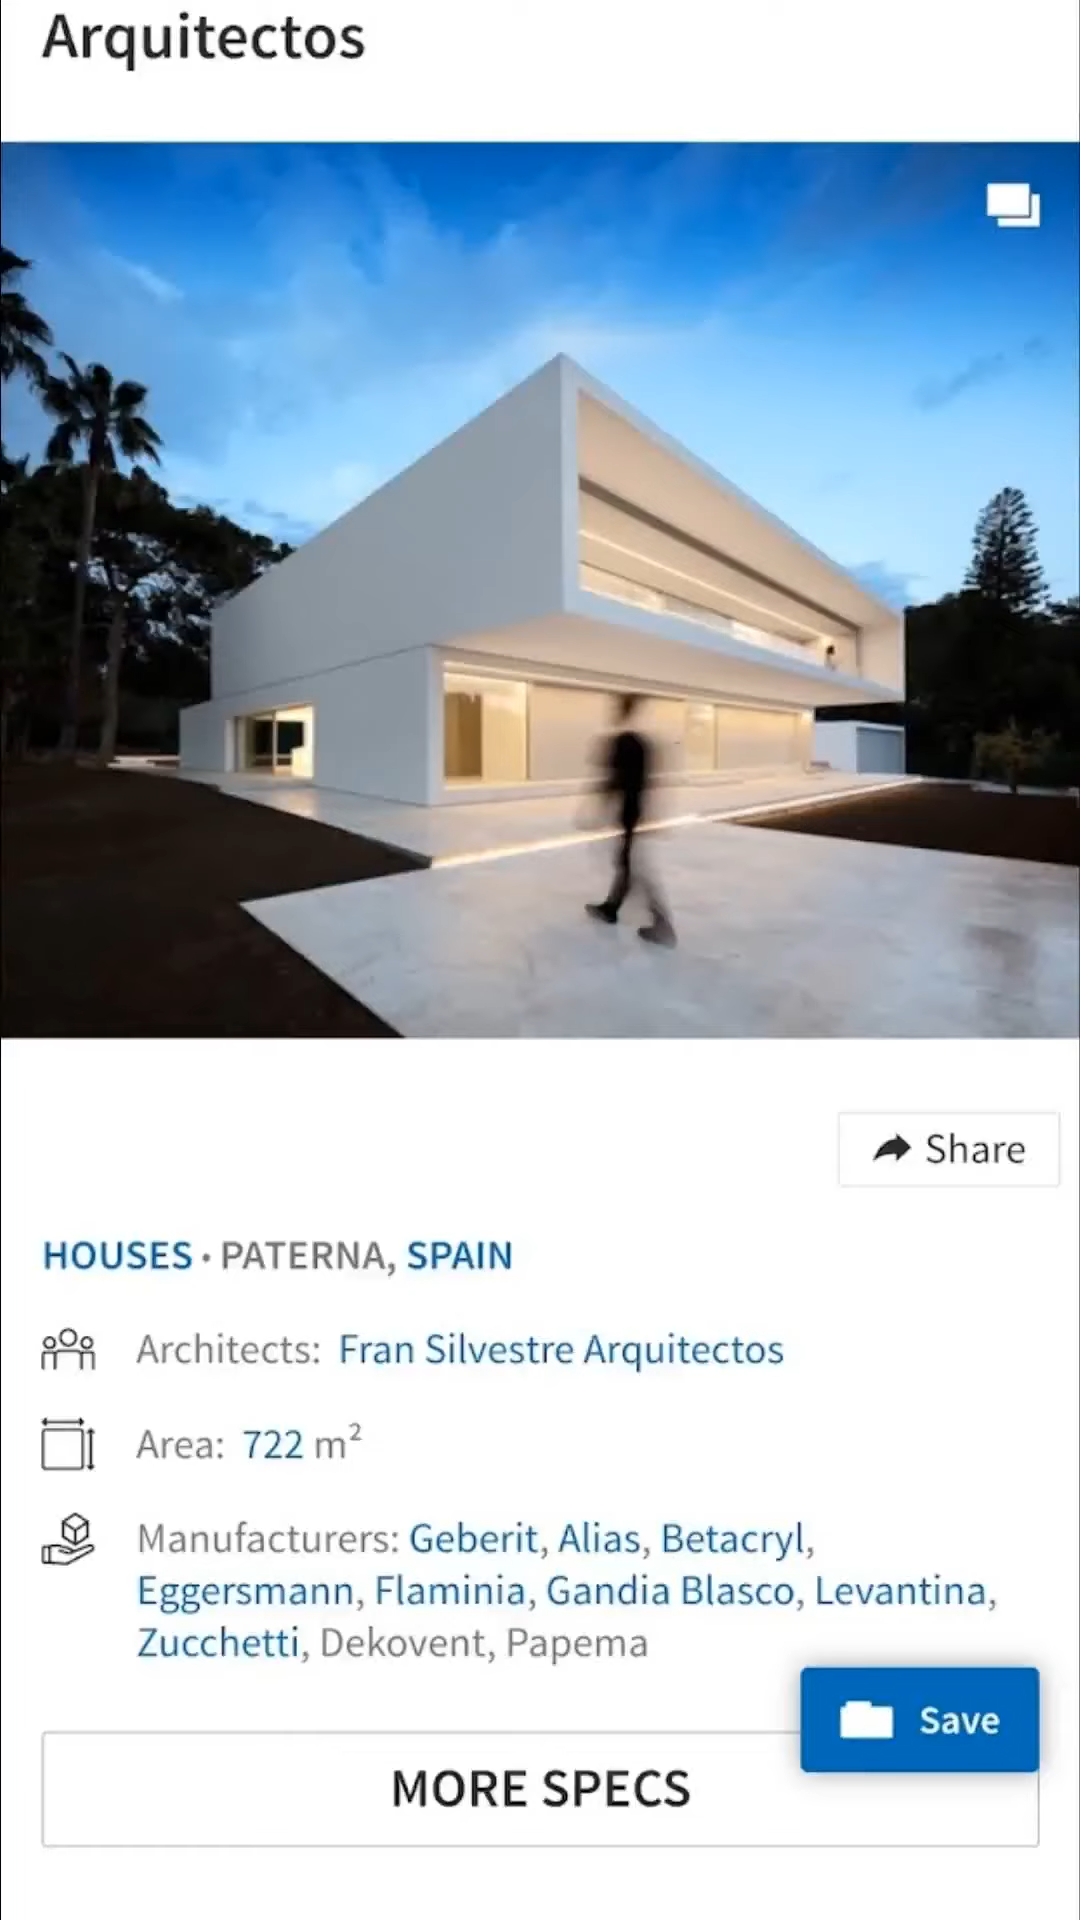 Arquitectos
Share
HOUSES • PATERNA, SPAIN
Architects: Fran Silvestre Arquitectos
Area: 722 m²
Manufacturers: Geberit, Alias, Betacryl,
Eggersmann, Flaminia, Gandia Blasco, Levantina,
Zucchetti, Dekovent, Papema
Save
MORE SPECS